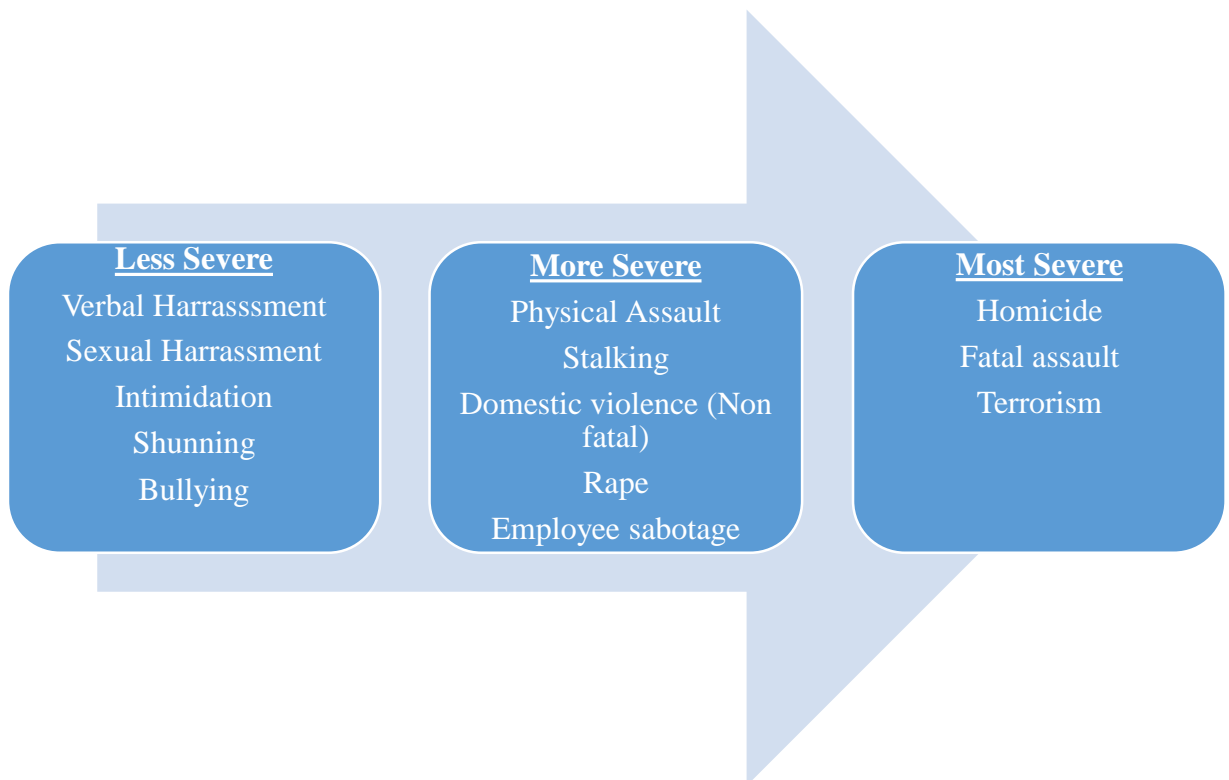 Less Severe
Verbal Harrasssment
Sexual Harrassment
Intimidation
Shunning
Bullying
More Severe
Physical Assault
Stalking
Domestic violence (Non
fatal)
Rape
Employee sabotage
Most Severe
Homicide
Fatal assault
Terrorism